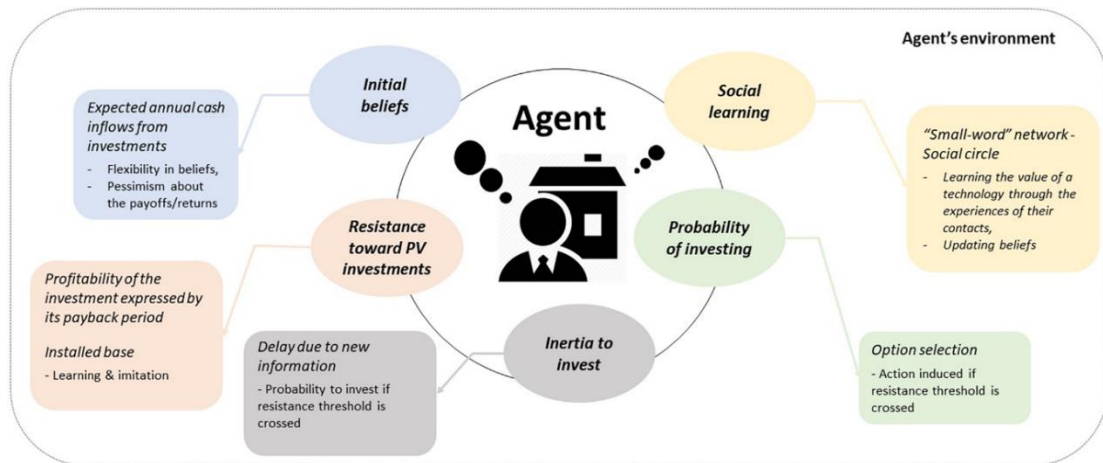 Agent's environment
Initial
beliefs
Social
learning
Agent
Expected annual cash
inflows from
investments
- Flexibility in beliefs,
- Pessimism about
the payoffs/returns
"Small-word" network -
Social circle
- Learning the value of a
technology through the
experiences of their
contacts,
- Updating beliefs
Resistance
toward PV
investments
Probability
of investing
Profitability of the
investment expressed by
its payback period
Installed base
- Learning & imitation
Inertia to
invest
Delay due to new
information
- Probability to invest if
resistance threshold is
crossed
Option selection
- Action induced if
resistance threshold is
crossed